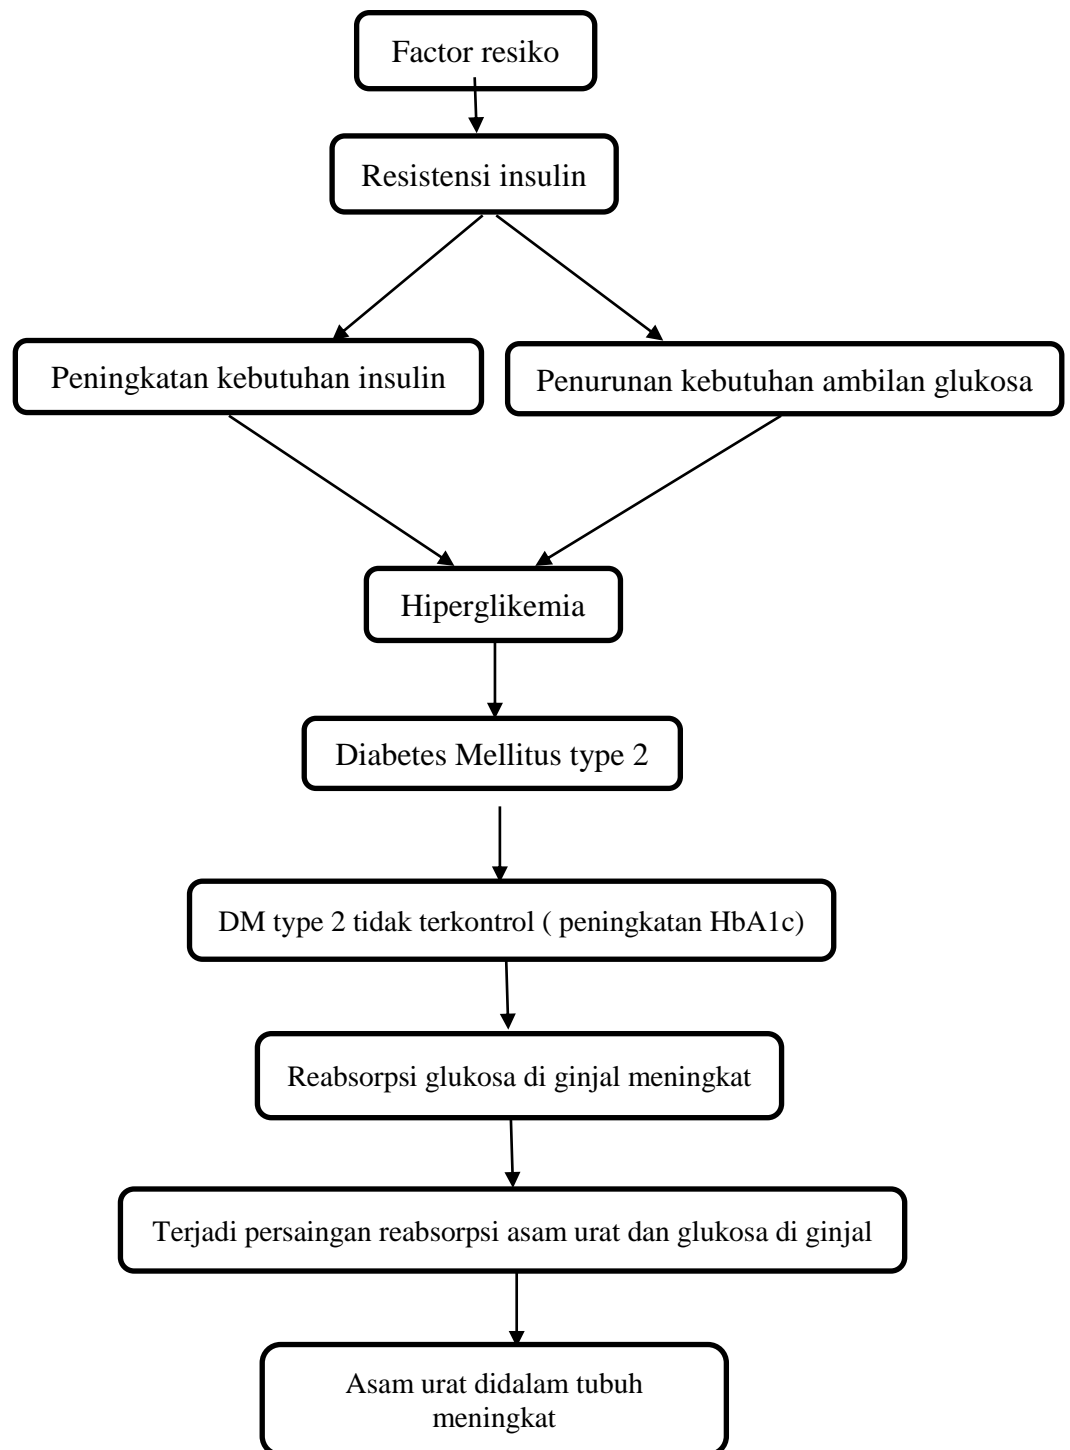 Factor resiko
Resistensi insulin
Peningkatan kebutuhan insulin
Penurunan kebutuhan ambilan glukosa
Hiperglikemia
Diabetes Mellitus type 2
DM type 2 tidak terkontrol ( peningkatan HbA1c)
Reabsorpsi glukosa di ginjal meningkat
Terjadi persaingan reabsorpsi asam urat dan glukosa di ginjal
Asam urat didalam tubuh
meningkat